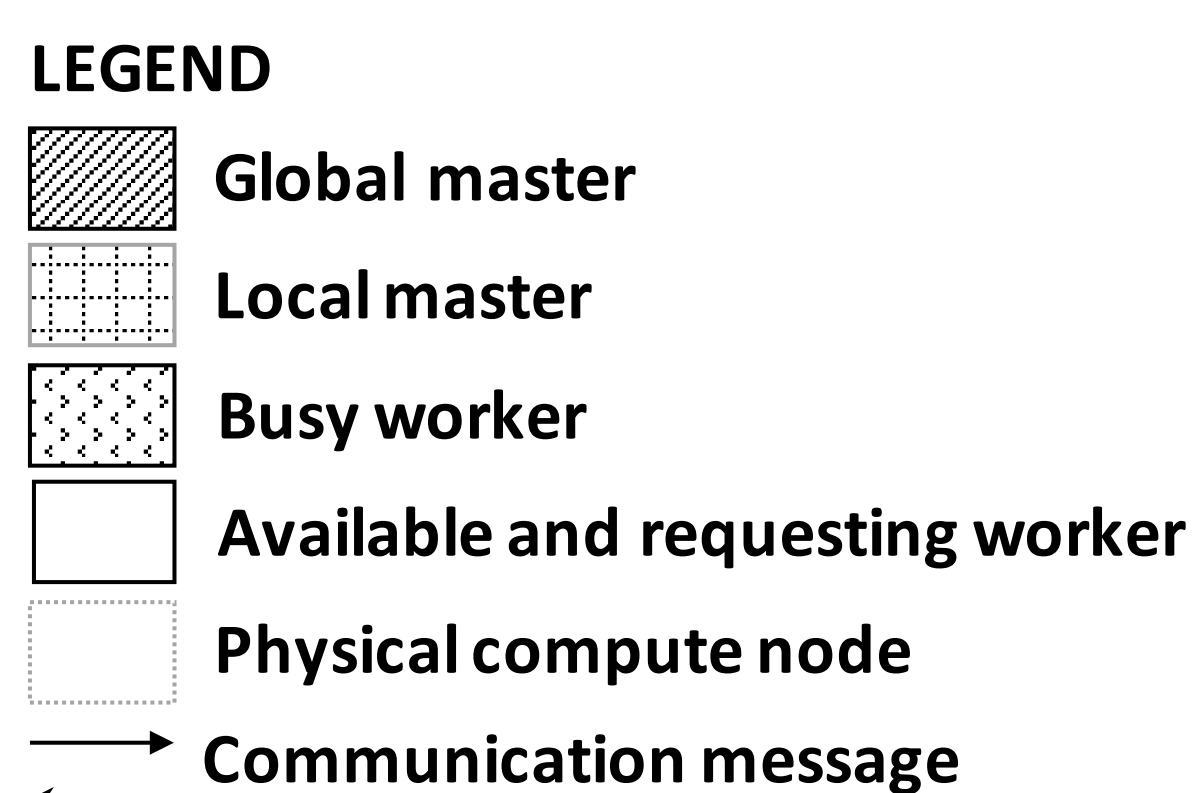 LEGEND
Global master
Local master
Busy worker
Available and requesting worker
Physical compute node
Communication message